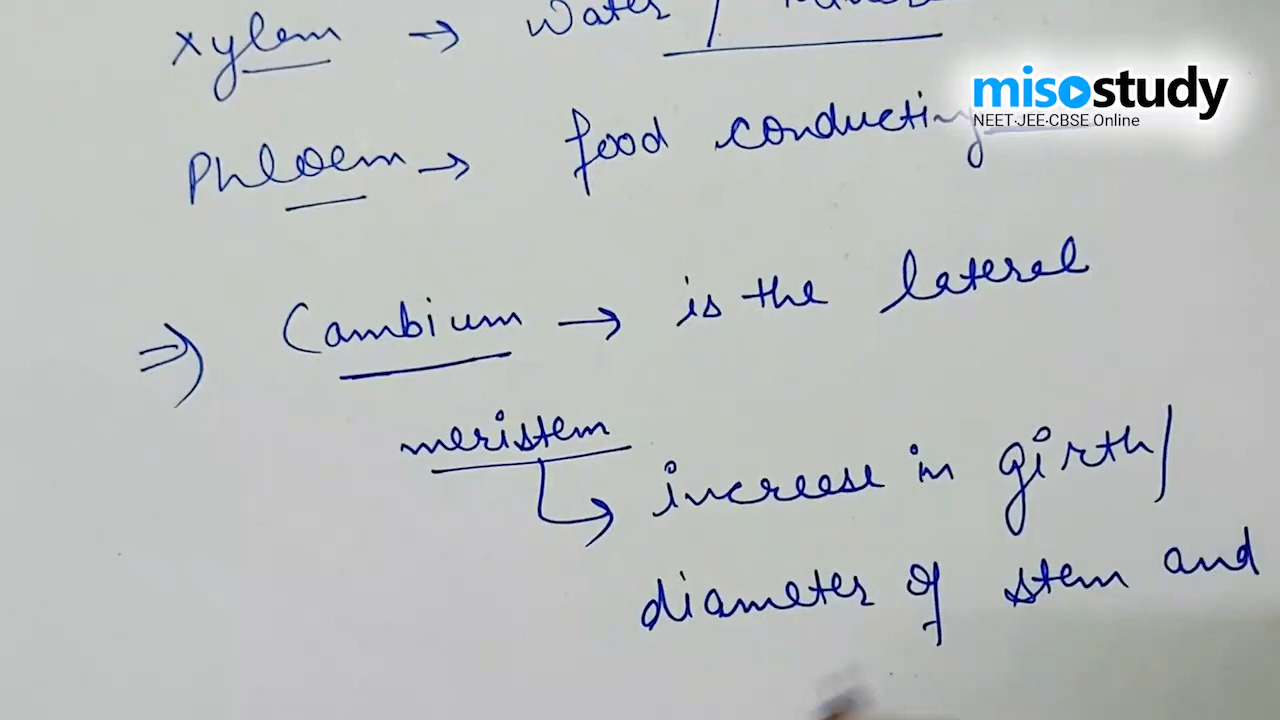 xylem → Water /
misostudy
NEET-JEE-CBSE Online
Phloem → food conducting
⇒ Cambium → is the lateral
meristem
↳ increase in girth/
diameter of stem and